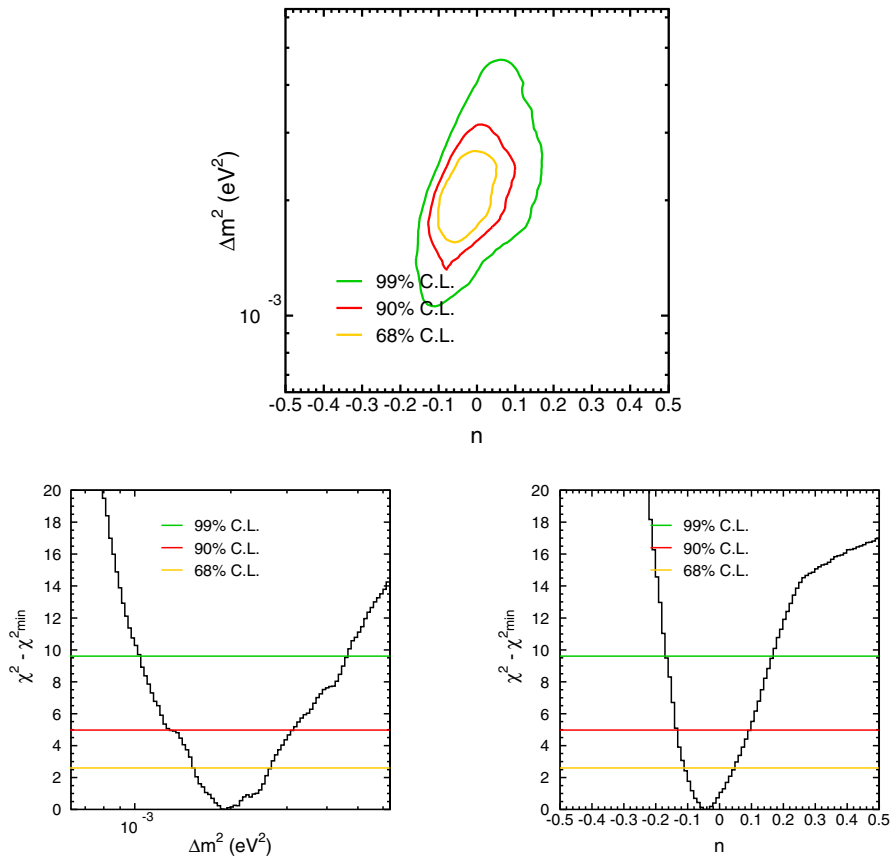 Δm² (eV²)
10⁻³
99% C.L.
90% C.L.
68% C.L.
-0.5 -0.4 -0.3 -0.2 -0.1 0 0.1 0.2 0.3 0.4 0.5
n
χ² - χ²min
20
18
16
14
12
10
8
6
4
2
0
99% C.L.
90% C.L.
68% C.L.
10⁻³
Δm² (eV²)
χ² - χ²min
20
18
16
14
12
10
8
6
4
2
0
99% C.L.
90% C.L.
68% C.L.
-0.5 -0.4 -0.3 -0.2 -0.1 0 0.1 0.2 0.3 0.4 0.5
n